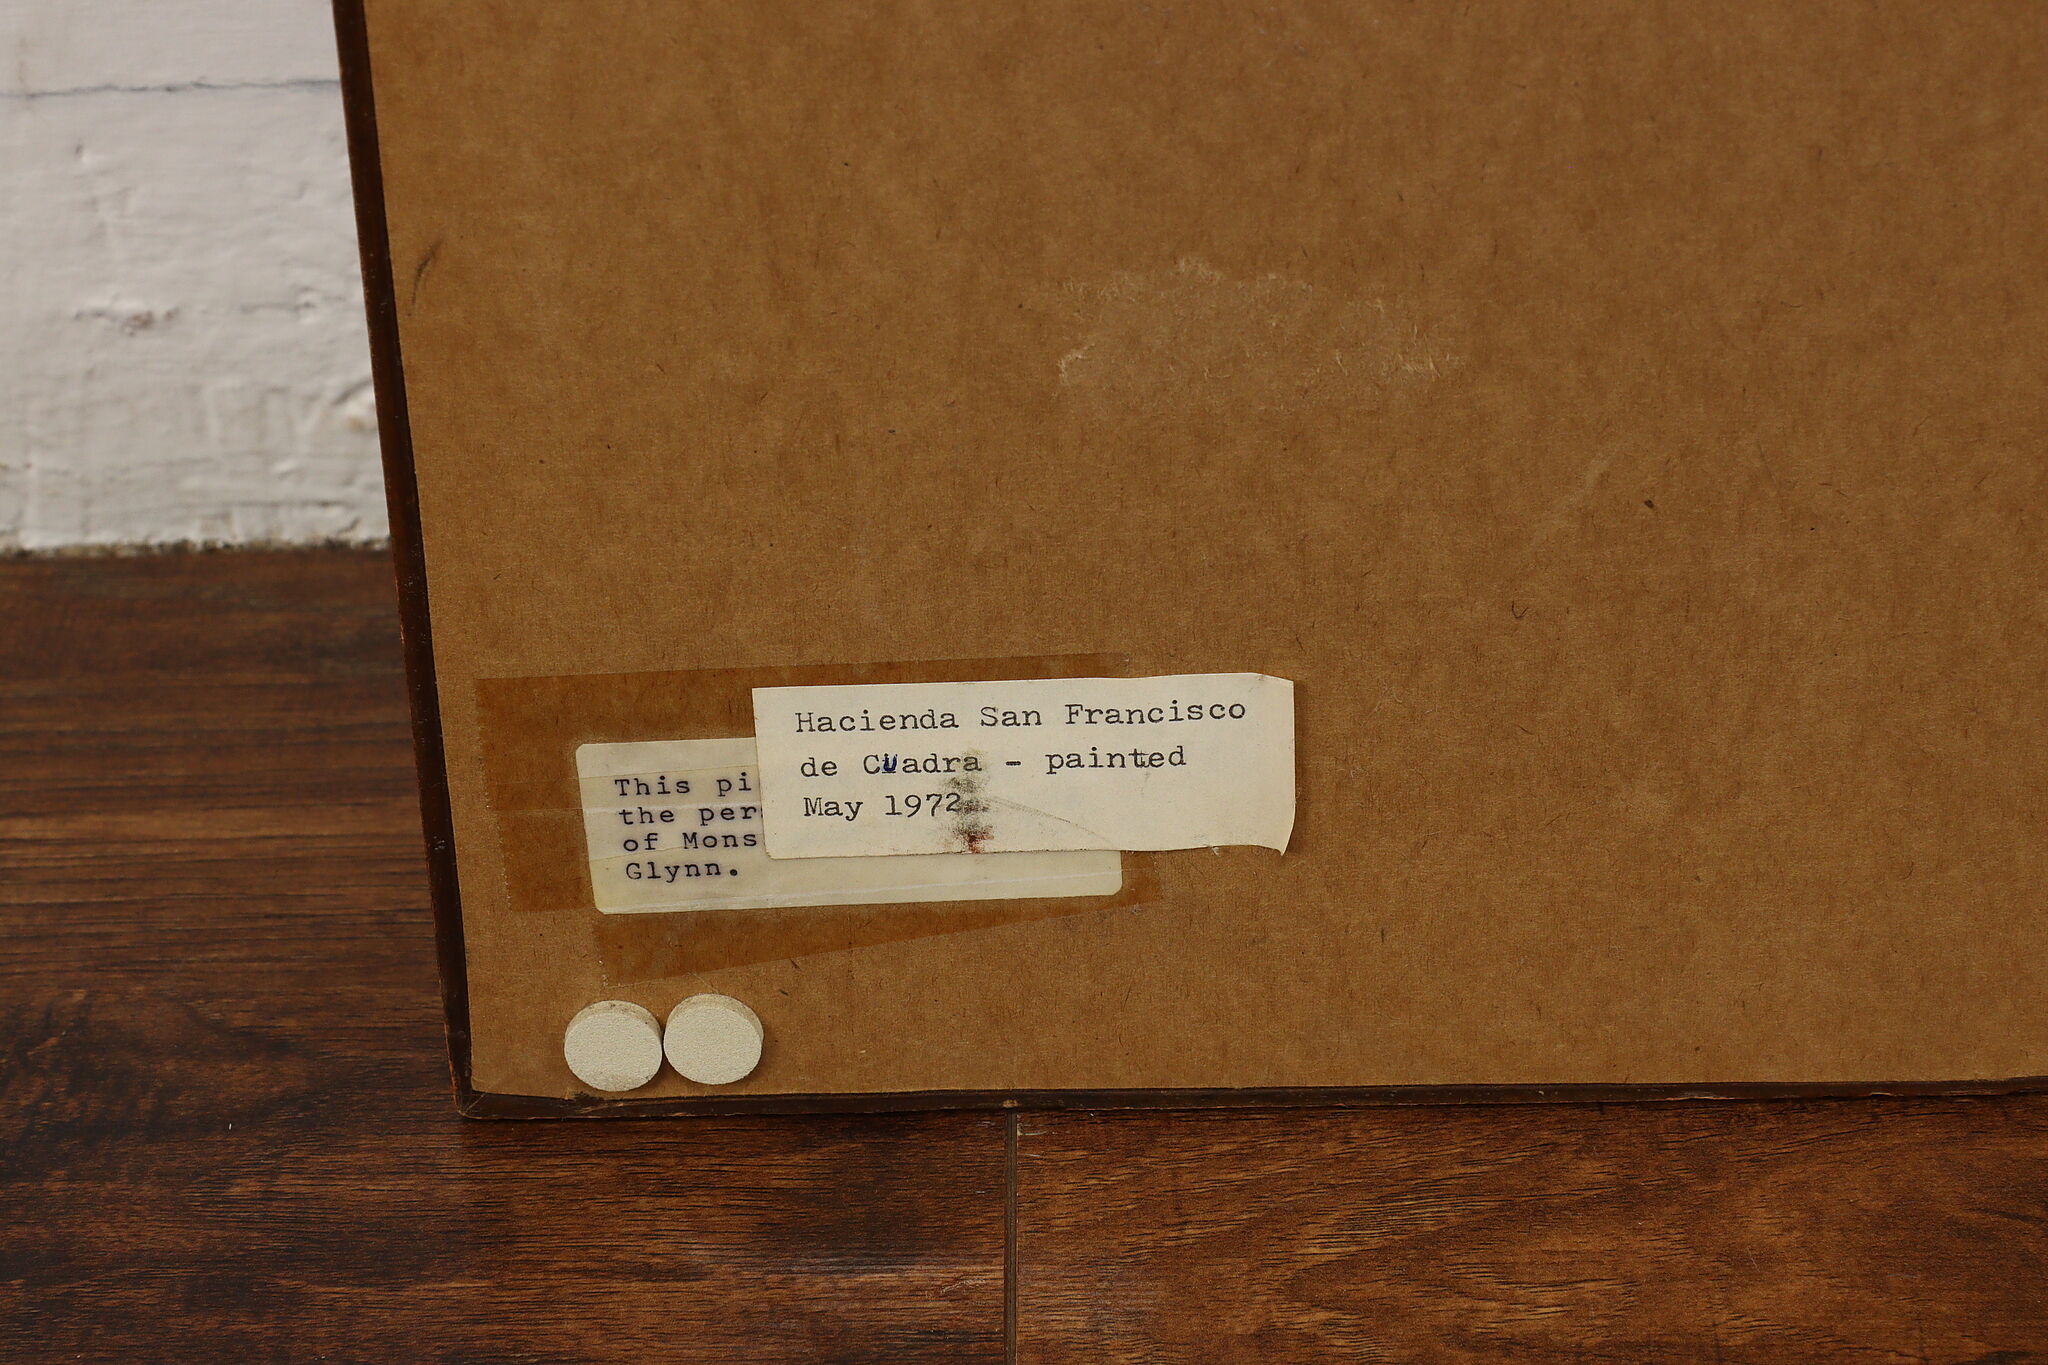 Hacienda San Francisco
de Cuadra - painted
May 1972
This pi
the per
of Mons
Glynn.